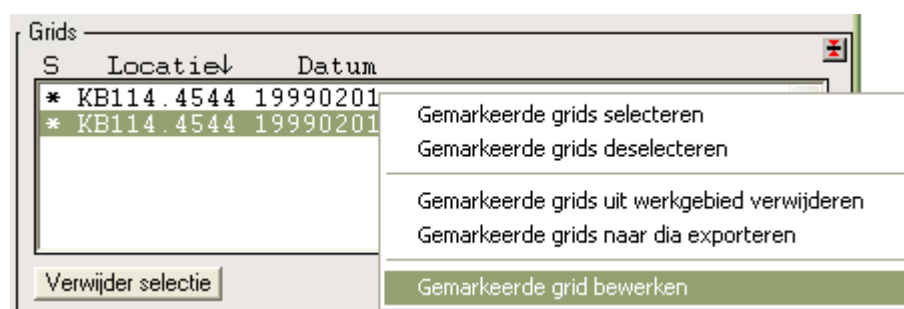 Grids
S Locatie↓ Datum
* KB114.4544 19990201
* KB114.4544 19990201
Gemarkeerde grids selecteren
Gemarkeerde grids deselecteren
Gemarkeerde grids uit werkgebied verwijderen
Gemarkeerde grids naar dia exporteren
Verwijder selectie
Gemarkeerde grid bewerken